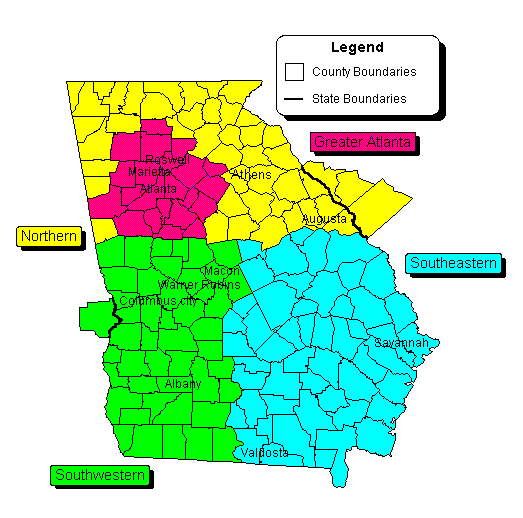 Legend
County Boundaries
State Boundaries
Greater Atlanta
Roswell
Marietta
Athens
Atlanta
Augusta
Northern
Southeastern
Macon
Warner Robins
Columbus city
Savannah
Albany
Valdosta
Southwestern